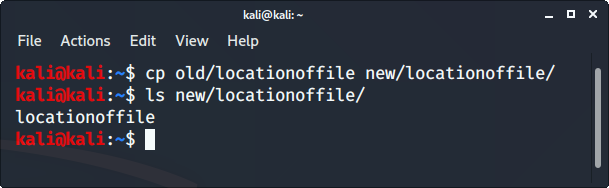 kali@kali: ~
File Actions Edit View Help
kali@kali:~$ cp old/locationoffile new/locationoffile/
kali@kali:~$ ls new/locationoffile/
locationoffile
kali@kali:~$